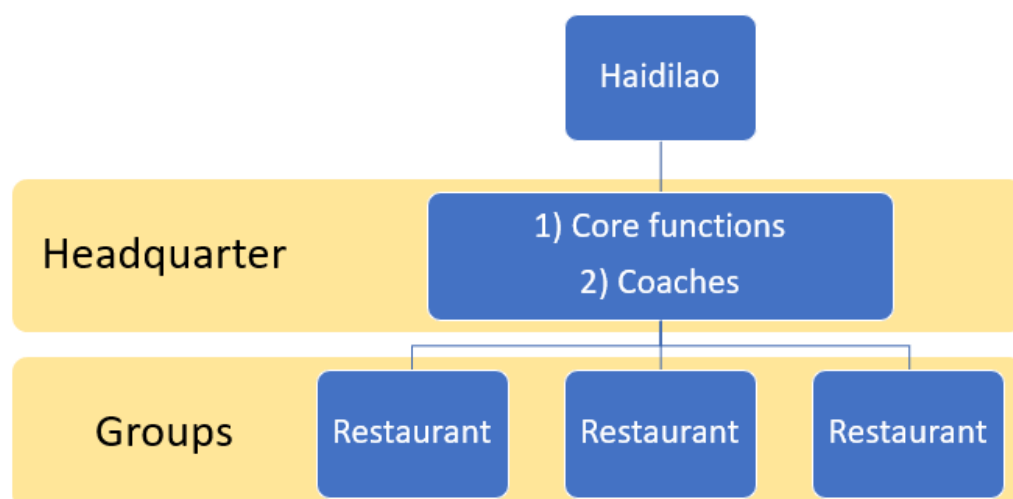 Haidilao
Headquarter
1) Core functions
2) Coaches
Groups
Restaurant
Restaurant
Restaurant